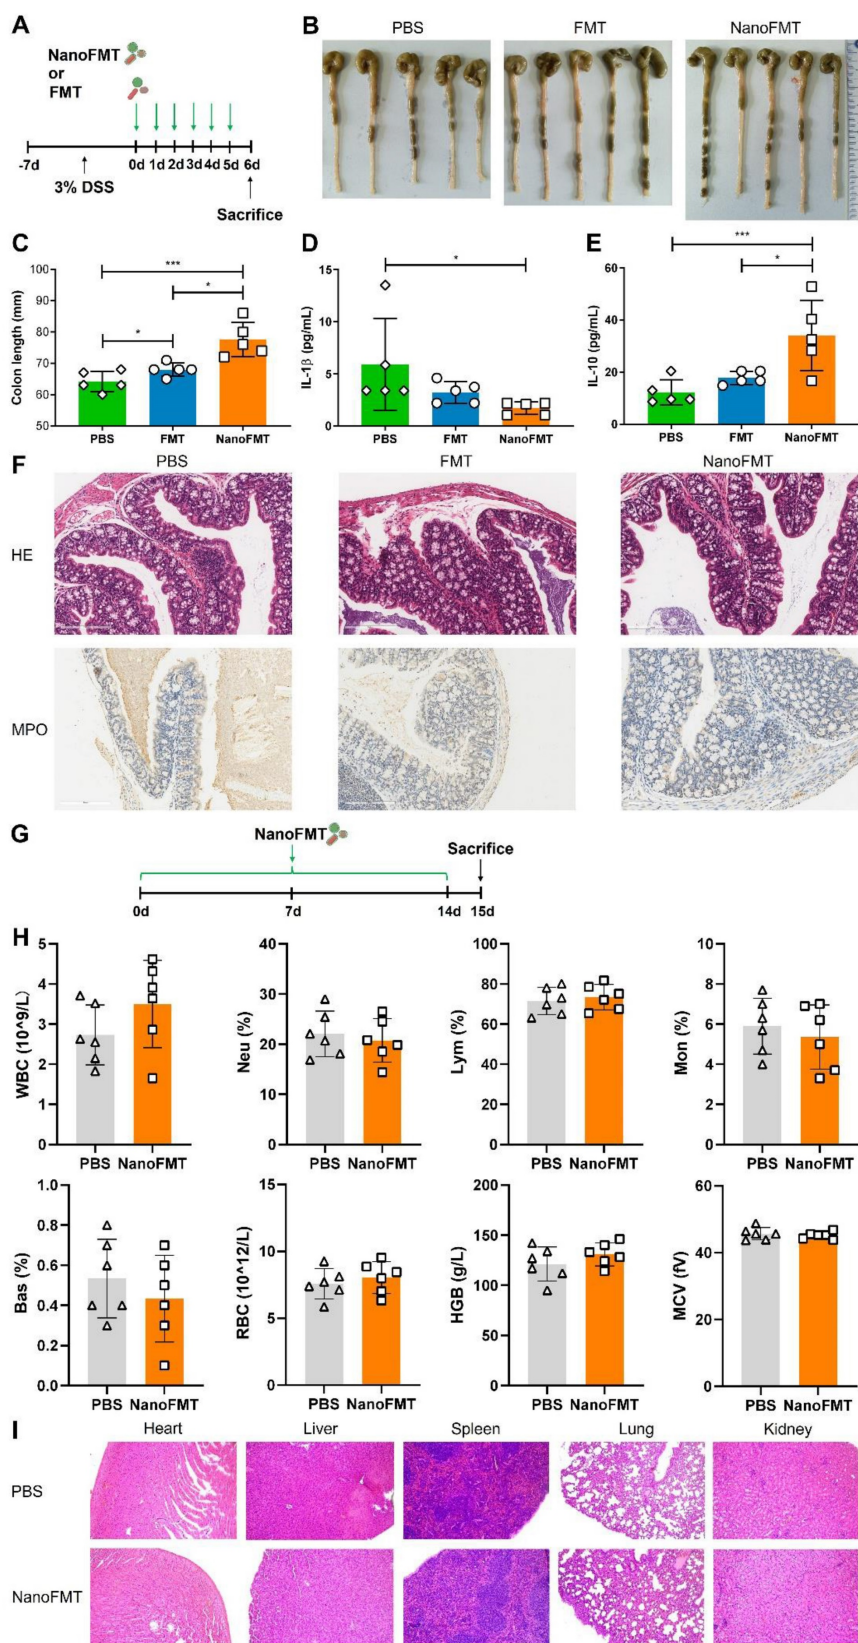 A
NanoFMT
or
FMT
-7d
0d 1d 2d 3d 4d 5d 6d
3% DSS
Sacrifice
B
PBS FMT NanoFMT
C
***
*
*
Colon length (mm)
100
90
80
70
60
50
PBS FMT NanoFMT
D
*
IL-1β (pg/mL)
15
10
5
0
PBS FMT NanoFMT
E
***
*
IL-10 (pg/mL)
60
40
20
0
PBS FMT NanoFMT
F
PBS FMT NanoFMT
HE
MPO
G
NanoFMT
Sacrifice
0d 7d 14d 15d
H
WBC (10^9/L)
5
4
3
2
1
0
PBS NanoFMT
Neu (%)
40
30
20
10
0
PBS NanoFMT
Lym (%)
100
80
60
40
20
0
PBS NanoFMT
Mon (%)
10
8
6
4
2
0
PBS NanoFMT
Bas (%)
1.0
0.8
0.6
0.4
0.2
0.0
PBS NanoFMT
RBC (10^12/L)
15
10
5
0
PBS NanoFMT
HGB (g/L)
200
150
100
50
0
PBS NanoFMT
MCV (fV)
60
40
20
0
PBS NanoFMT
I
Heart Liver Spleen Lung Kidney
PBS
NanoFMT